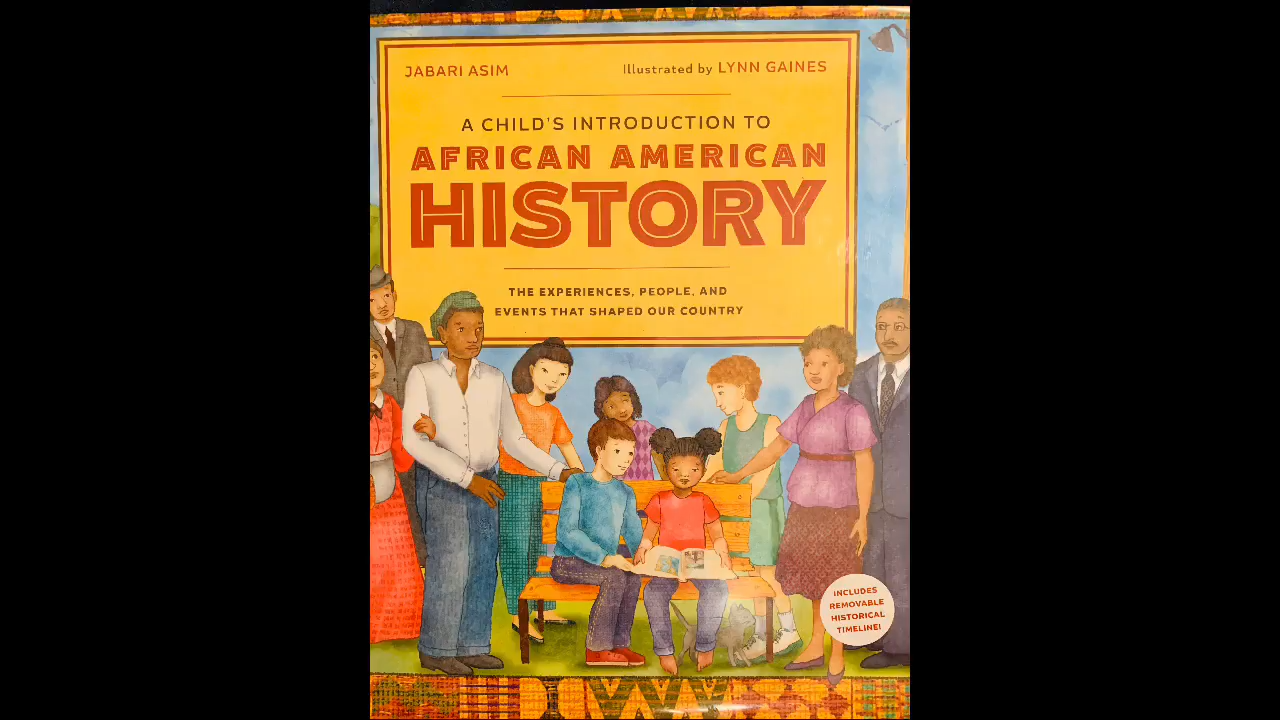 JABARI ASIM
Illustrated by LYNN GAINES
A CHILD'S INTRODUCTION TO
AFRICAN AMERICAN
HISTORY
THE EXPERIENCES, PEOPLE, AND
EVENTS THAT SHAPED OUR COUNTRY
INCLUDES
REMOVABLE
HISTORICAL
TIMELINE!